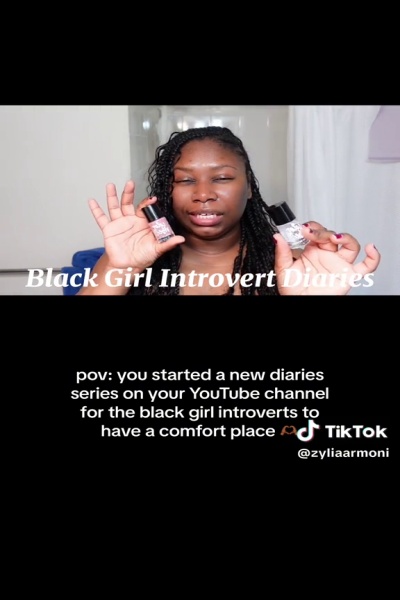 Black Girl Introvert Diaries
pov: you started a new diaries
series on your YouTube channel
for the black girl introverts to
have a comfort place 🫶🏾
TikTok
@zyliaarmoni